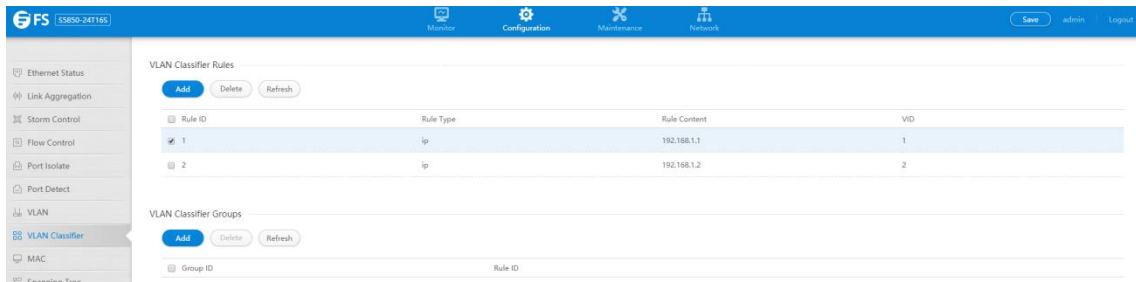 FS S5850-24T16S Monitor Configuration Maintenance Network Save admin Logout
Ethernet Status
Link Aggregation
Storm Control
Flow Control
Port Isolate
Port Detect
VLAN
VLAN Classifier
MAC
Spanning Tree
VLAN Classifier Rules
Add Delete Refresh
Rule ID Rule Type Rule Content VID
1 ip 192.168.1.1 1
2 ip 192.168.1.2 2
VLAN Classifier Groups
Add Delete Refresh
Group ID Rule ID